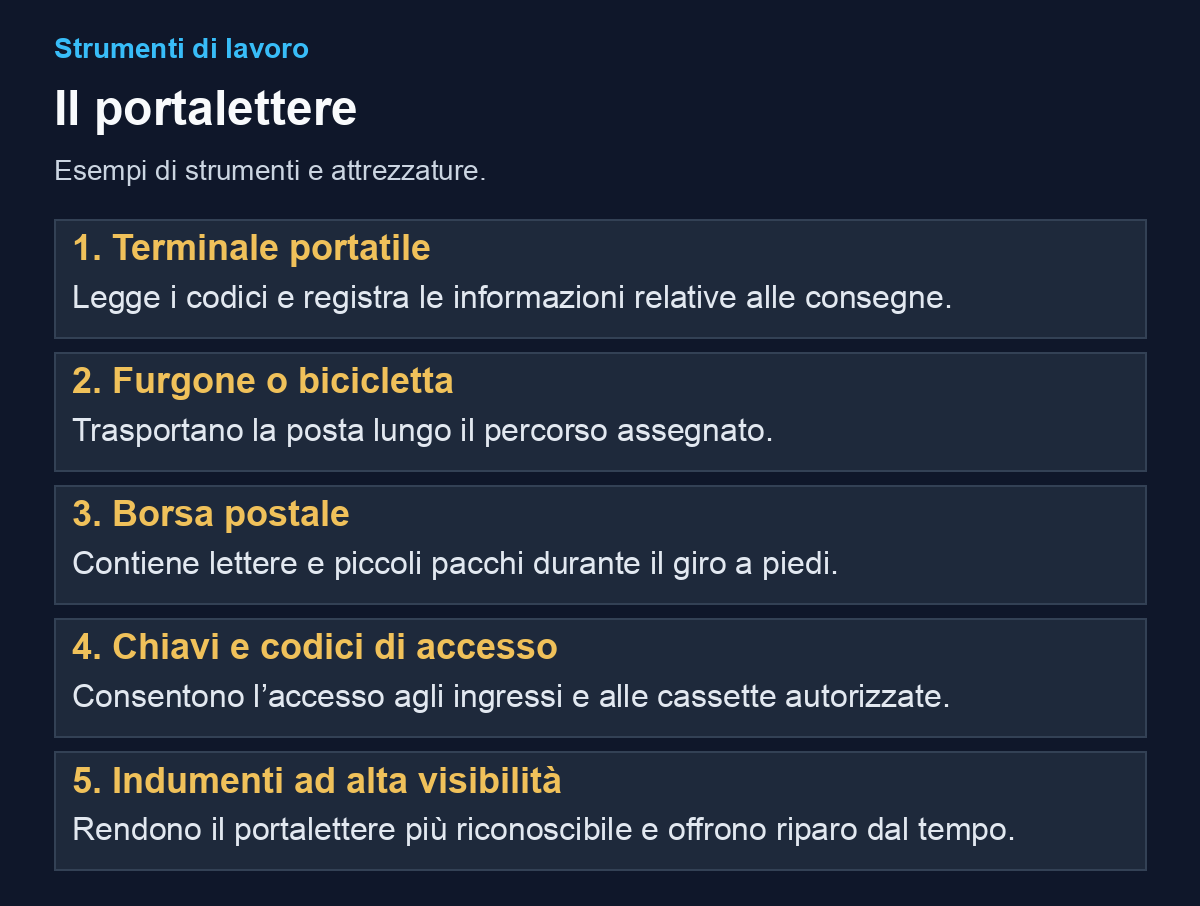 Strumenti di lavoro
Il portalettere
Esempi di strumenti e attrezzature.
1. Terminale portatile
Legge i codici e registra le informazioni relative alle consegne.
2. Furgone o bicicletta
Trasportano la posta lungo il percorso assegnato.
3. Borsa postale
Contiene lettere e piccoli pacchi durante il giro a piedi.
4. Chiavi e codici di accesso
Consentono l’accesso agli ingressi e alle cassette autorizzate.
5. Indumenti ad alta visibilità
Rendono il portalettere più riconoscibile e offrono riparo dal tempo.